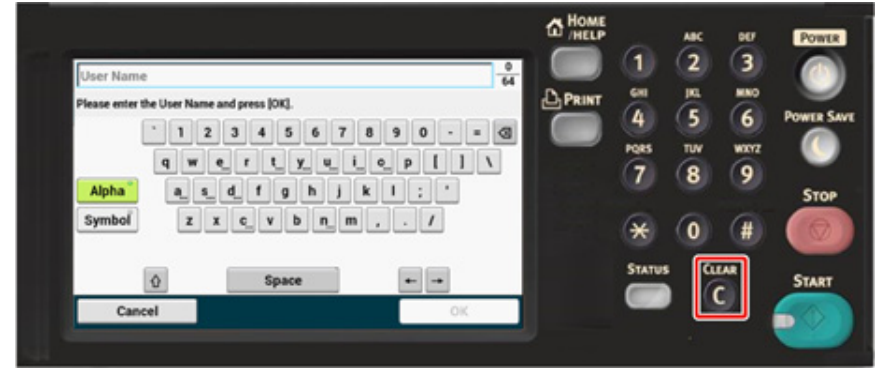 User Name
0
64
Please enter the User Name and press [OK].
` 1 2 3 4 5 6 7 8 9 0 - =
q w e r t y u i o p [ ] \
Alpha
a s d f g h j k l ; '
Symbol
z x c v b n m , . /
Space
← →
Cancel
OK
HOME
/HELP
PRINT
ABC DEF
1 2 3
GHI JKL MNO
4 5 6
PQRS TUV WXYZ
7 8 9
* 0 #
STATUS
CLEAR
C
POWER
POWER SAVE
STOP
START